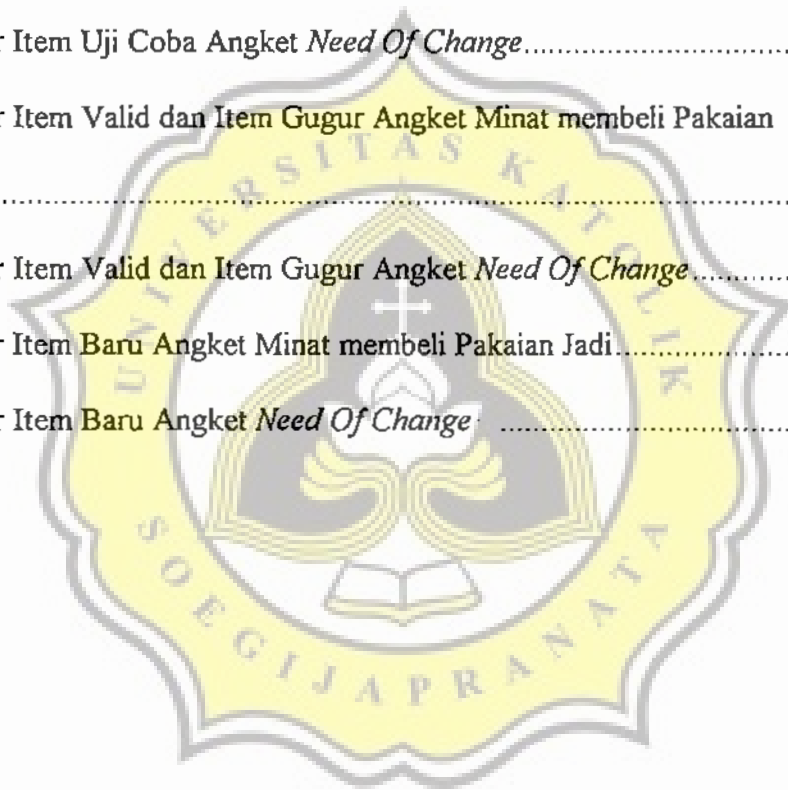 r Item Uji Coba Angket Need Of Change..............................
r Item Valid dan Item Gugur Angket Minat membeli Pakaian
................................................................................
r Item Valid dan Item Gugur Angket Need Of Change............
r Item Baru Angket Minat membeli Pakaian Jadi....................
r Item Baru Angket Need Of Change ..................................
UNIVERSITAS KATOLIK
SOEGIJAPRANATA